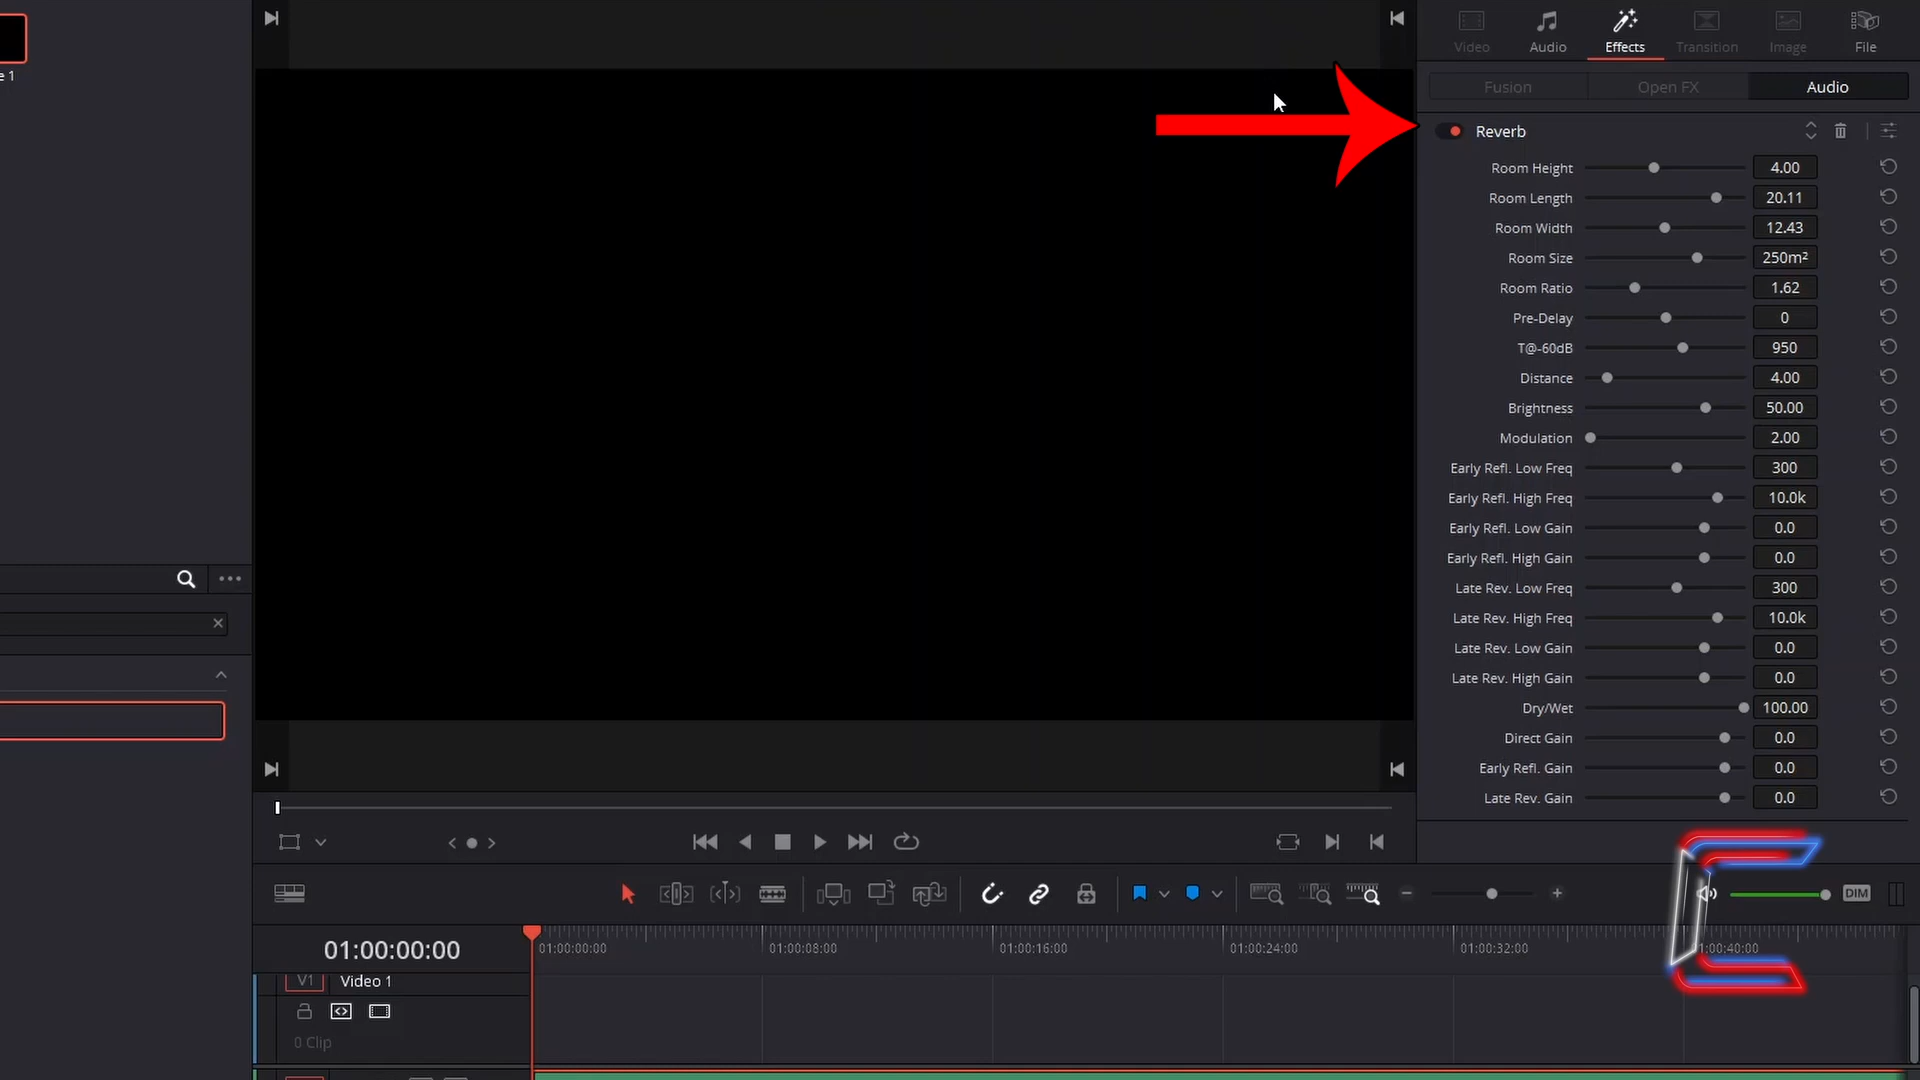 Video Audio Effects Transition Image File
e 1
Fusion Open FX Audio
Reverb
Room Height 4.00
Room Length 20.11
Room Width 12.43
Room Size 250m²
Room Ratio 1.62
Pre-Delay 0
T@-60dB 950
Distance 4.00
Brightness 50.00
Modulation 2.00
Early Refl. Low Freq 300
Early Refl. High Freq 10.0k
Early Refl. Low Gain 0.0
Early Refl. High Gain 0.0
Late Rev. Low Freq 300
Late Rev. High Freq 10.0k
Late Rev. Low Gain 0.0
Late Rev. High Gain 0.0
Dry/Wet 100.00
Direct Gain 0.0
Early Refl. Gain 0.0
Late Rev. Gain 0.0
DIM
01:00:00:00 01:00:00:00 01:00:08:00 01:00:16:00 01:00:24:00 01:00:32:00 1:00:40:00
V1 Video 1
0 Clip